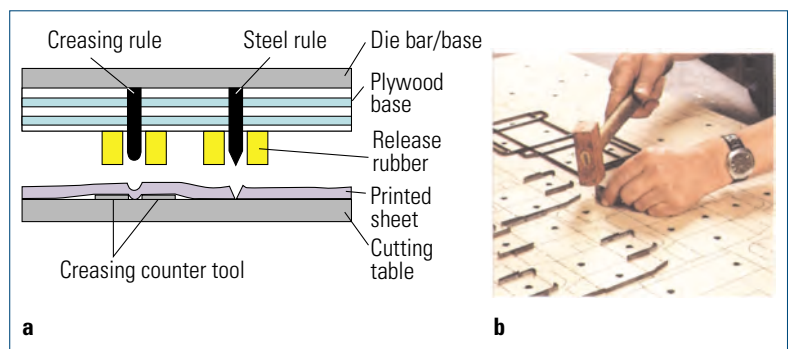 Creasing rule
Steel rule
Die bar/base
Plywood
base
Release
rubber
Printed
sheet
Cutting
table
Creasing counter tool
a
b